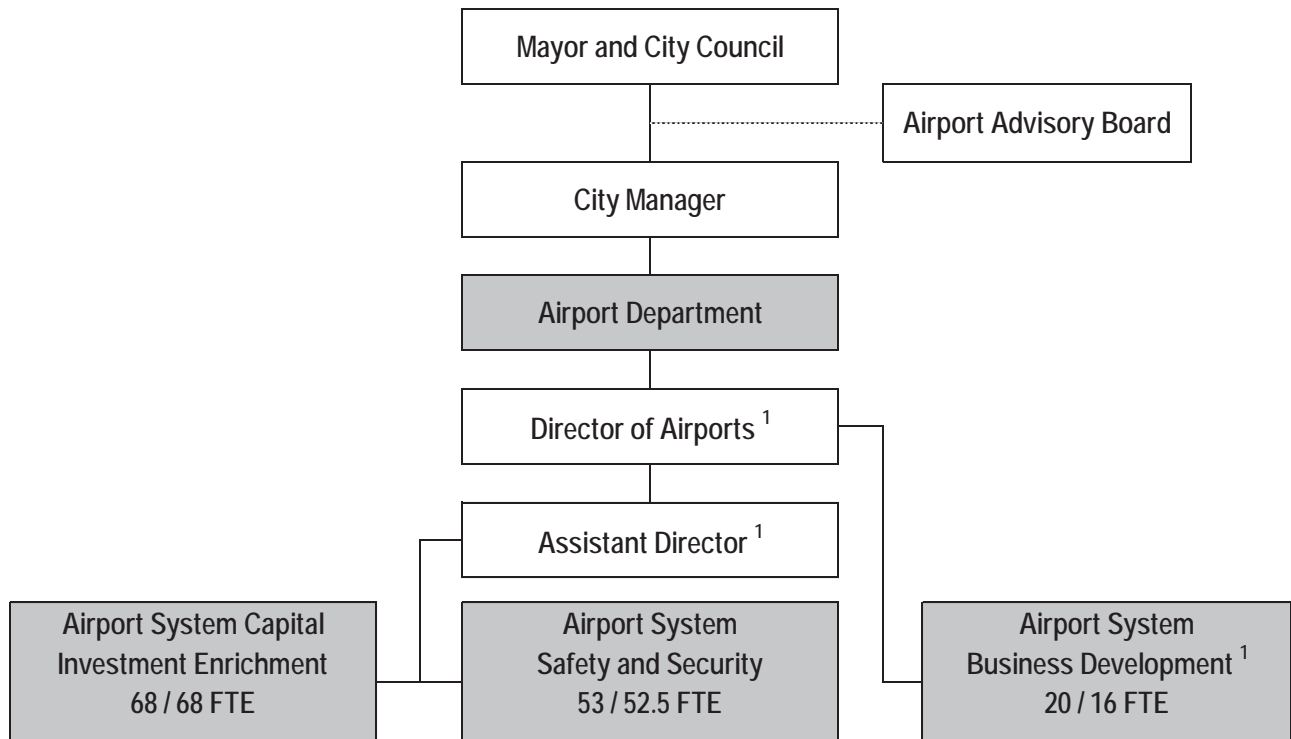 Mayor and City Council
Airport Advisory Board
City Manager
Airport Department
Director of Airports 1
Assistant Director 1
Airport System Capital
Investment Enrichment
68 / 68 FTE
Airport System
Safety and Security
53 / 52.5 FTE
Airport System
Business Development 1
20 / 16 FTE